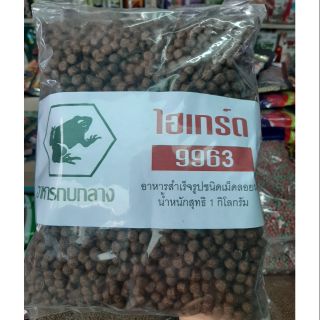 ไฮเกร์ด
9963
อาหารสำเร็จรูปชนิดเม็ดลอยน้ำ
น้ำหนักสุทธิ 1 กิโลกรัม
อาหารกบกลาง